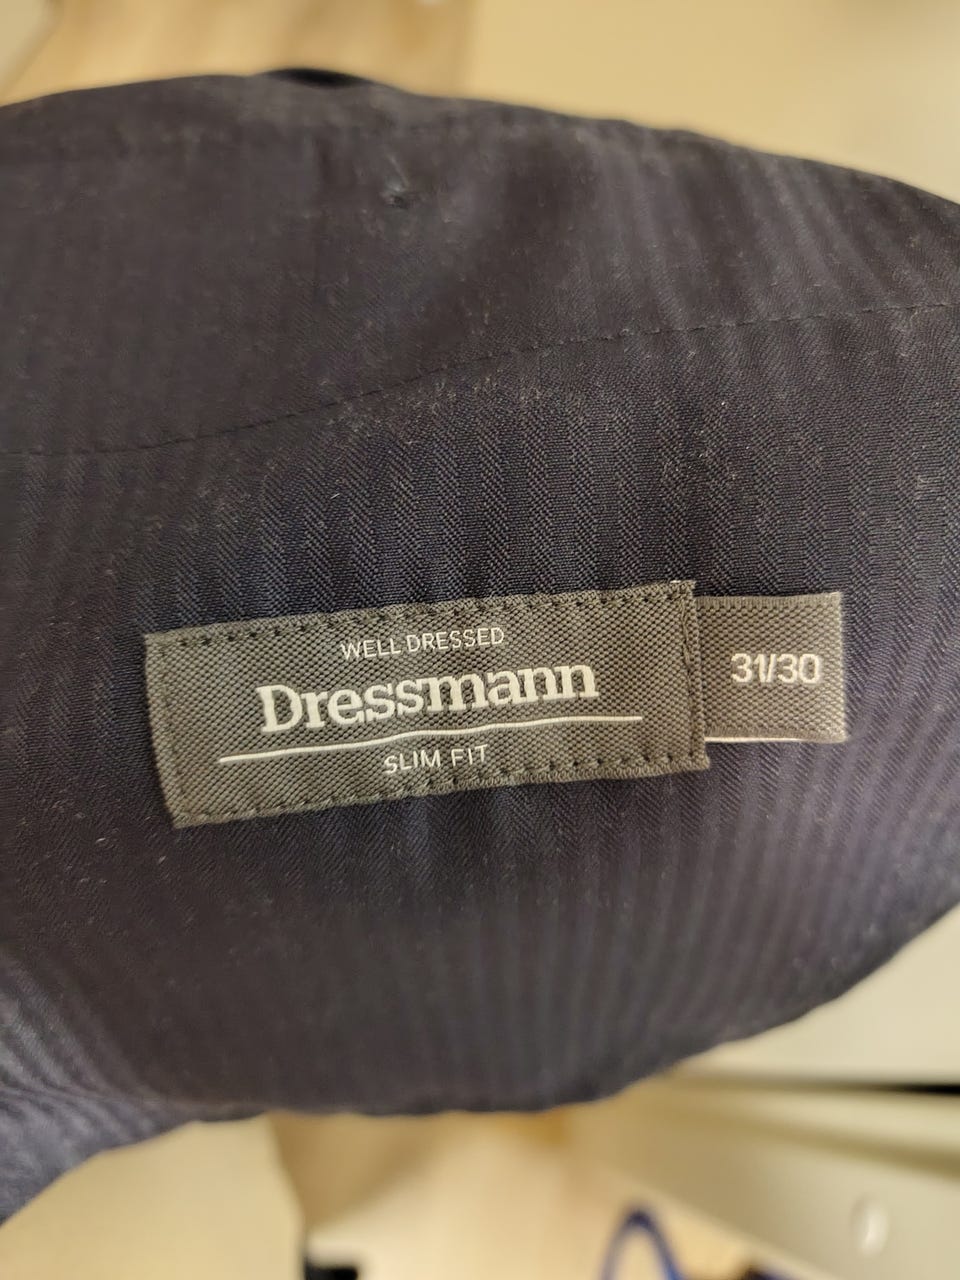 WELL DRESSED
Dressmann
SLIM FIT
31/30